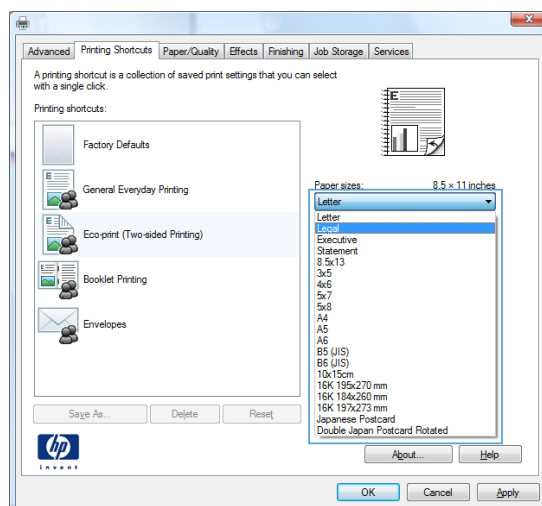 Advanced Printing Shortcuts Paper/Quality Effects Finishing Job Storage Services
A printing shortcut is a collection of saved print settings that you can select
with a single click.
Printing shortcuts:
Factory Defaults
General Everyday Printing
Eco-print (Two-sided Printing)
Booklet Printing
Envelopes
E
Paper sizes: 8.5 × 11 inches
Letter
Letter
Legal
Executive
Statement
8.5x13
3x5
4x6
5x7
5x8
A4
A5
A6
B5 (JIS)
B6 (JIS)
10x15cm
16K 195x270 mm
16K 184x260 mm
16K 197x273 mm
Japanese Postcard
Double Japan Postcard Rotated
Save As... Delete Reset
hp
invent
About... Help
OK Cancel Apply